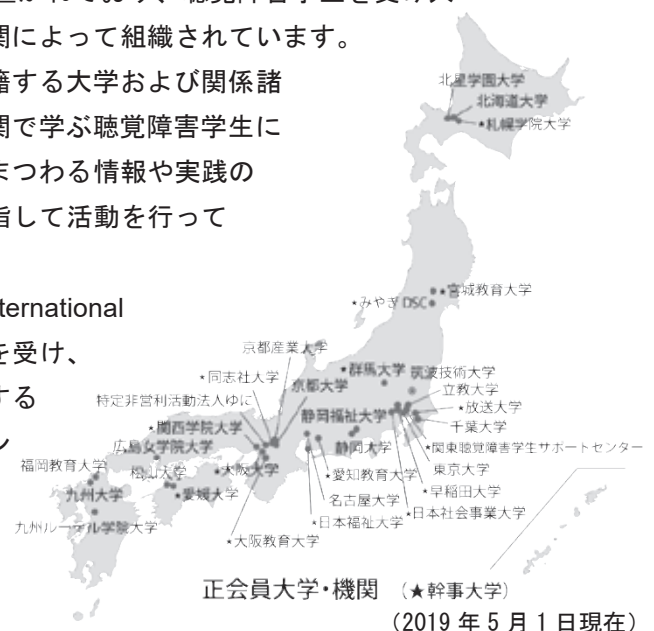 関によって組織されています。
籍する大学および関係諸
関で学ぶ聴覚障害学生に
まつわる情報や実践の
指して活動を行って
ternational
を受け、
する
ン
北星学園大学
北海道大学
★札幌学院大学
★宮城教育大学
★みやぎDSC
京都産業大学
★同志社大学
京都大学
特定非営利活動法人ゆに
★関西学院大学
広島女学院大学
福岡教育大学
松山大学
★大阪大学
九州大学
★愛媛大学
九州ルーテル学院大学
★大阪教育大学
★群馬大学
筑波技術大学
立教大学
★放送大学
千葉大学
静岡福祉大学
静岡大学
★関東聴覚障害学生サポートセンター
東京大学
★愛知教育大学
★早稲田大学
名古屋大学
★日本社会事業大学
★日本福祉大学
正会員大学・機関 (★幹事大学)
(2019年5月1日現在)